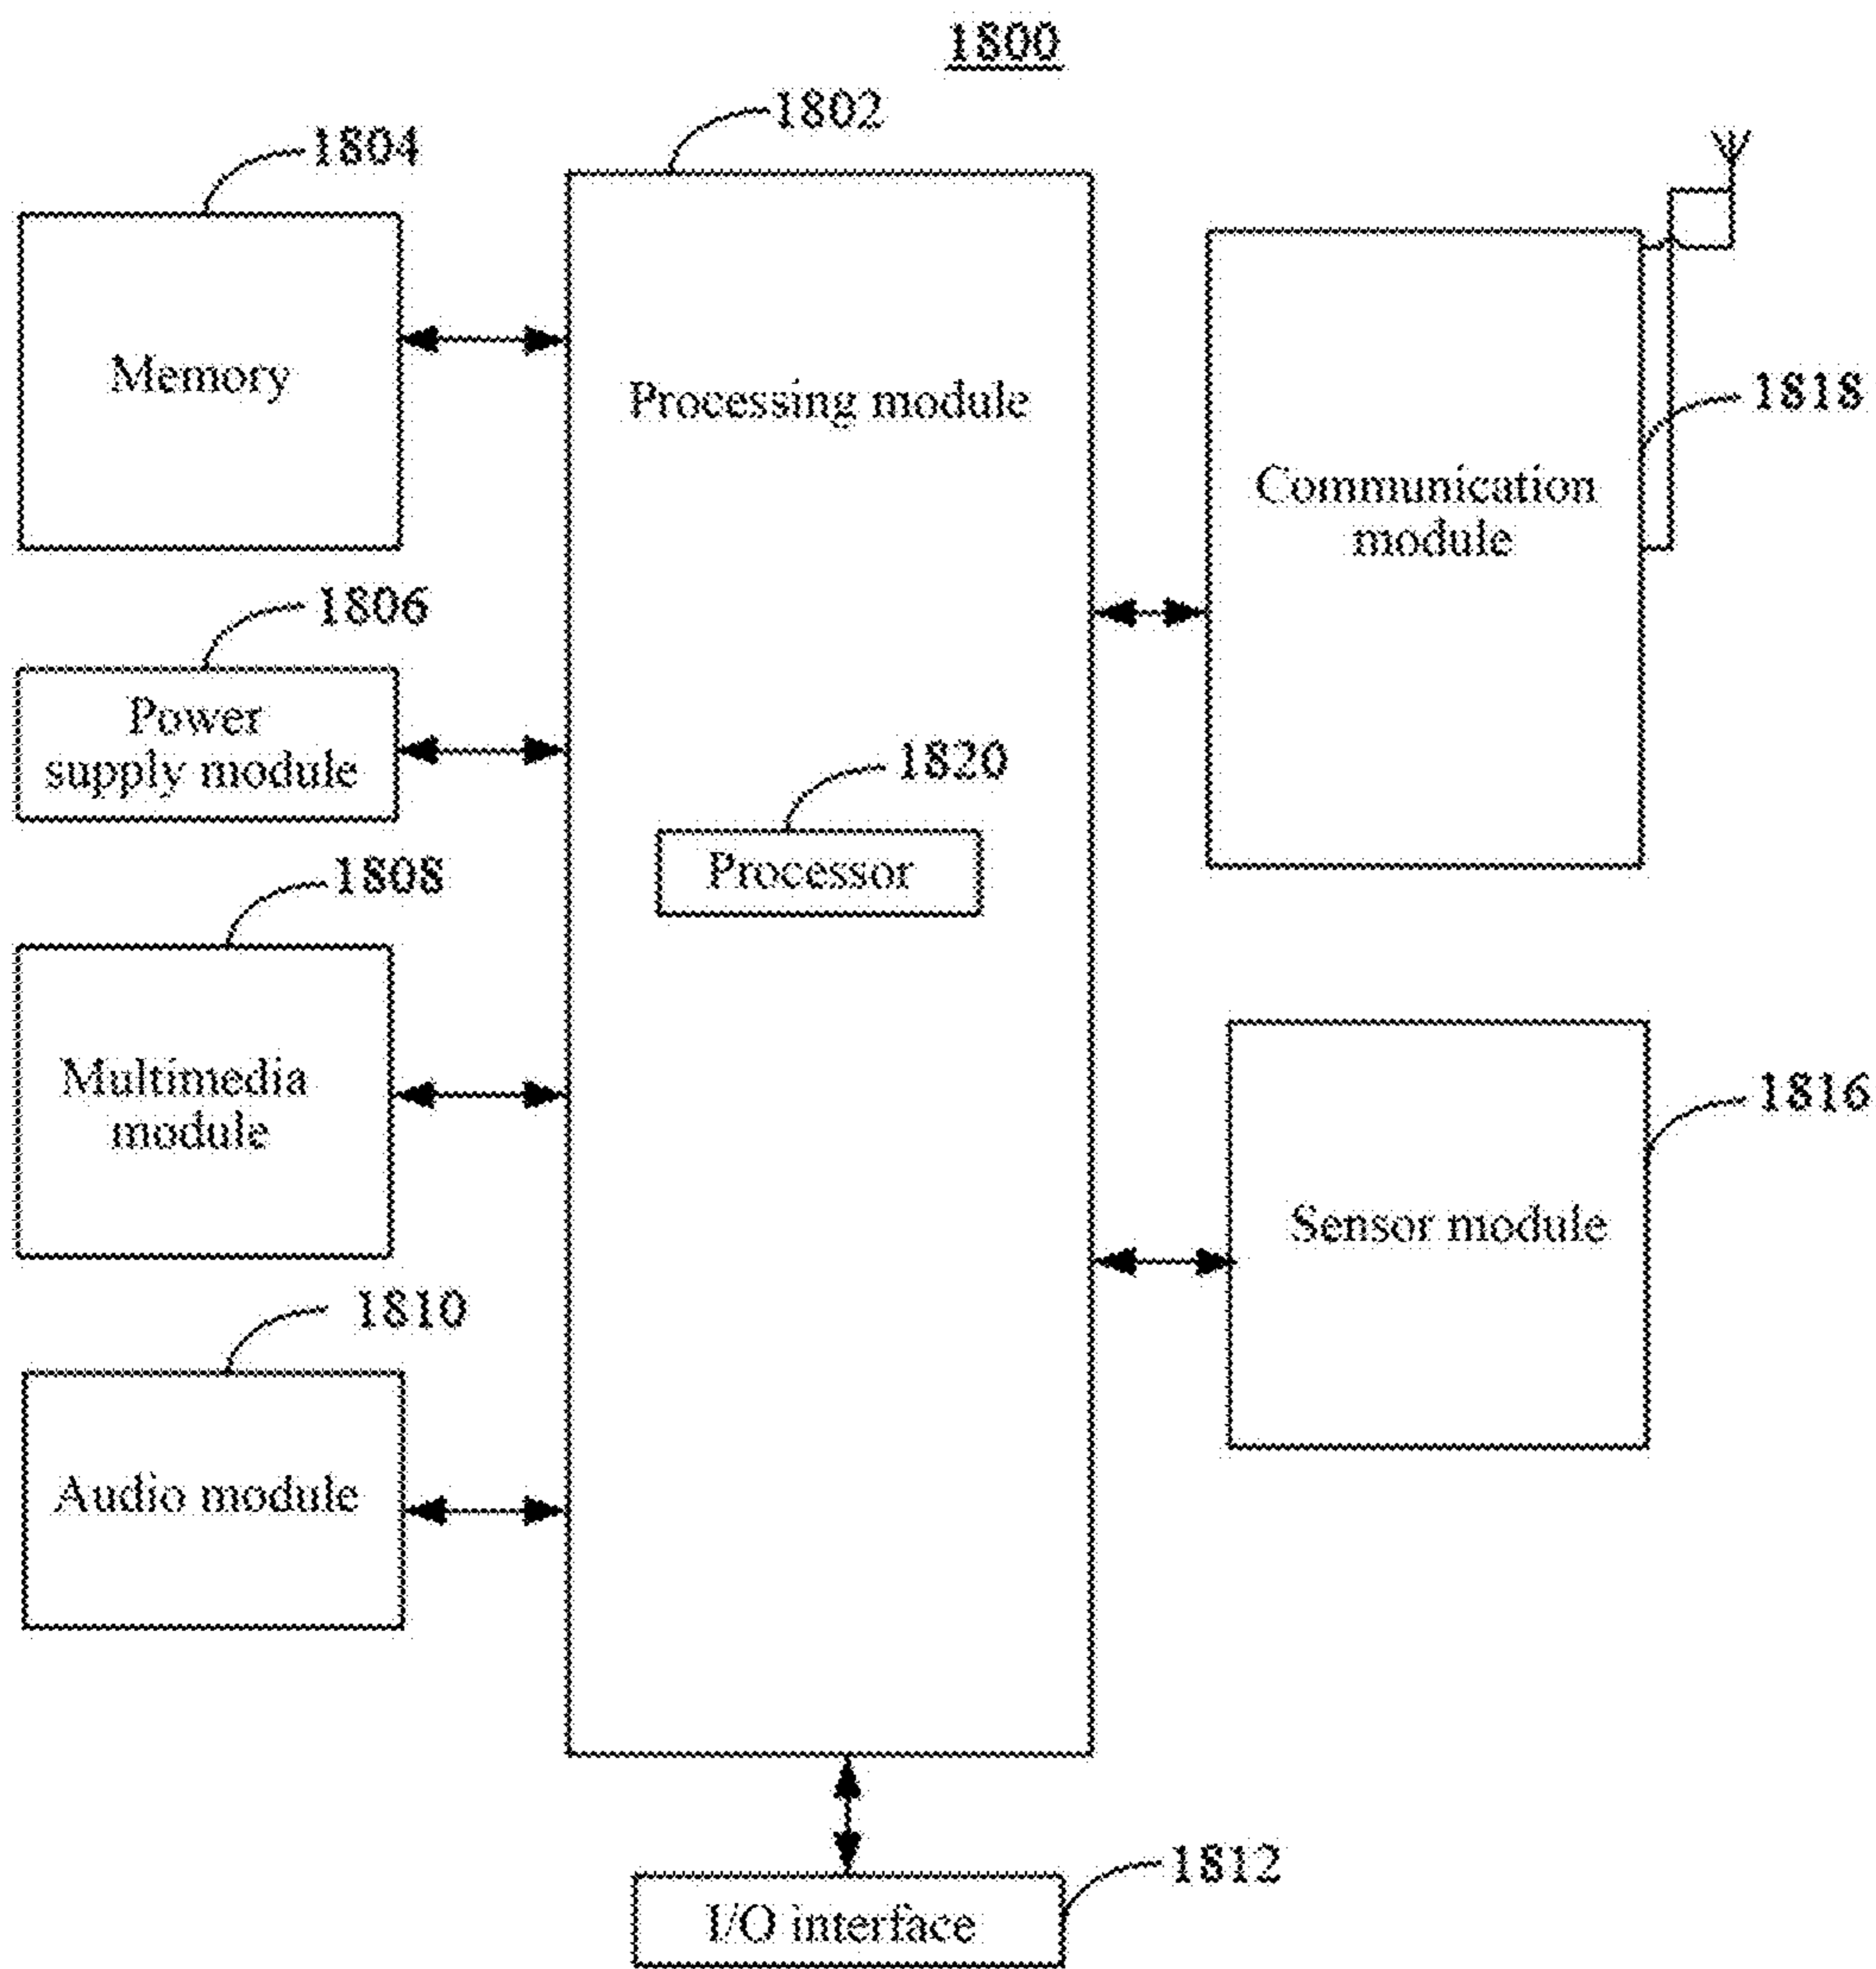 1800
1802
1804
Memory
Processing module
1818
Communication
module
1806
Power
supply module
1820
Processor
1808
Multimedia
module
1816
Sensor module
1810
Audio module
1812
I/O interface